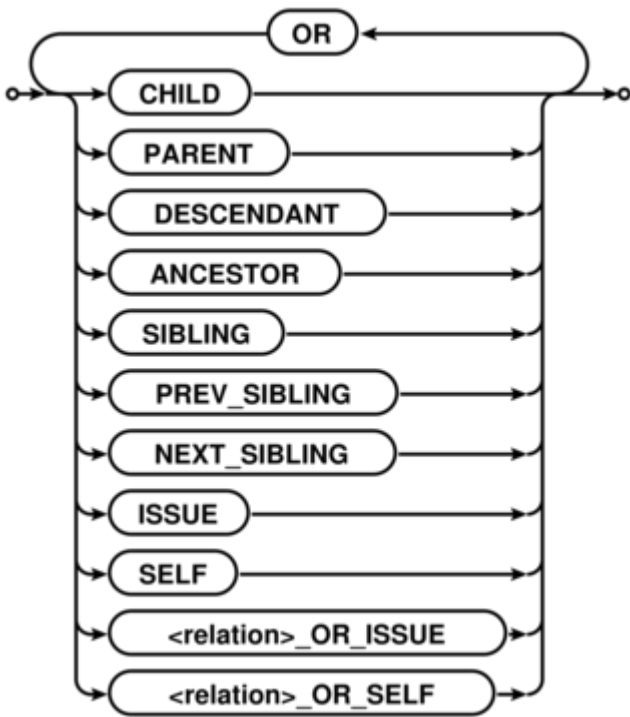 OR
CHILD
PARENT
DESCENDANT
ANCESTOR
SIBLING
PREV_SIBLING
NEXT_SIBLING
ISSUE
SELF
<relation>_OR_ISSUE
<relation>_OR_SELF